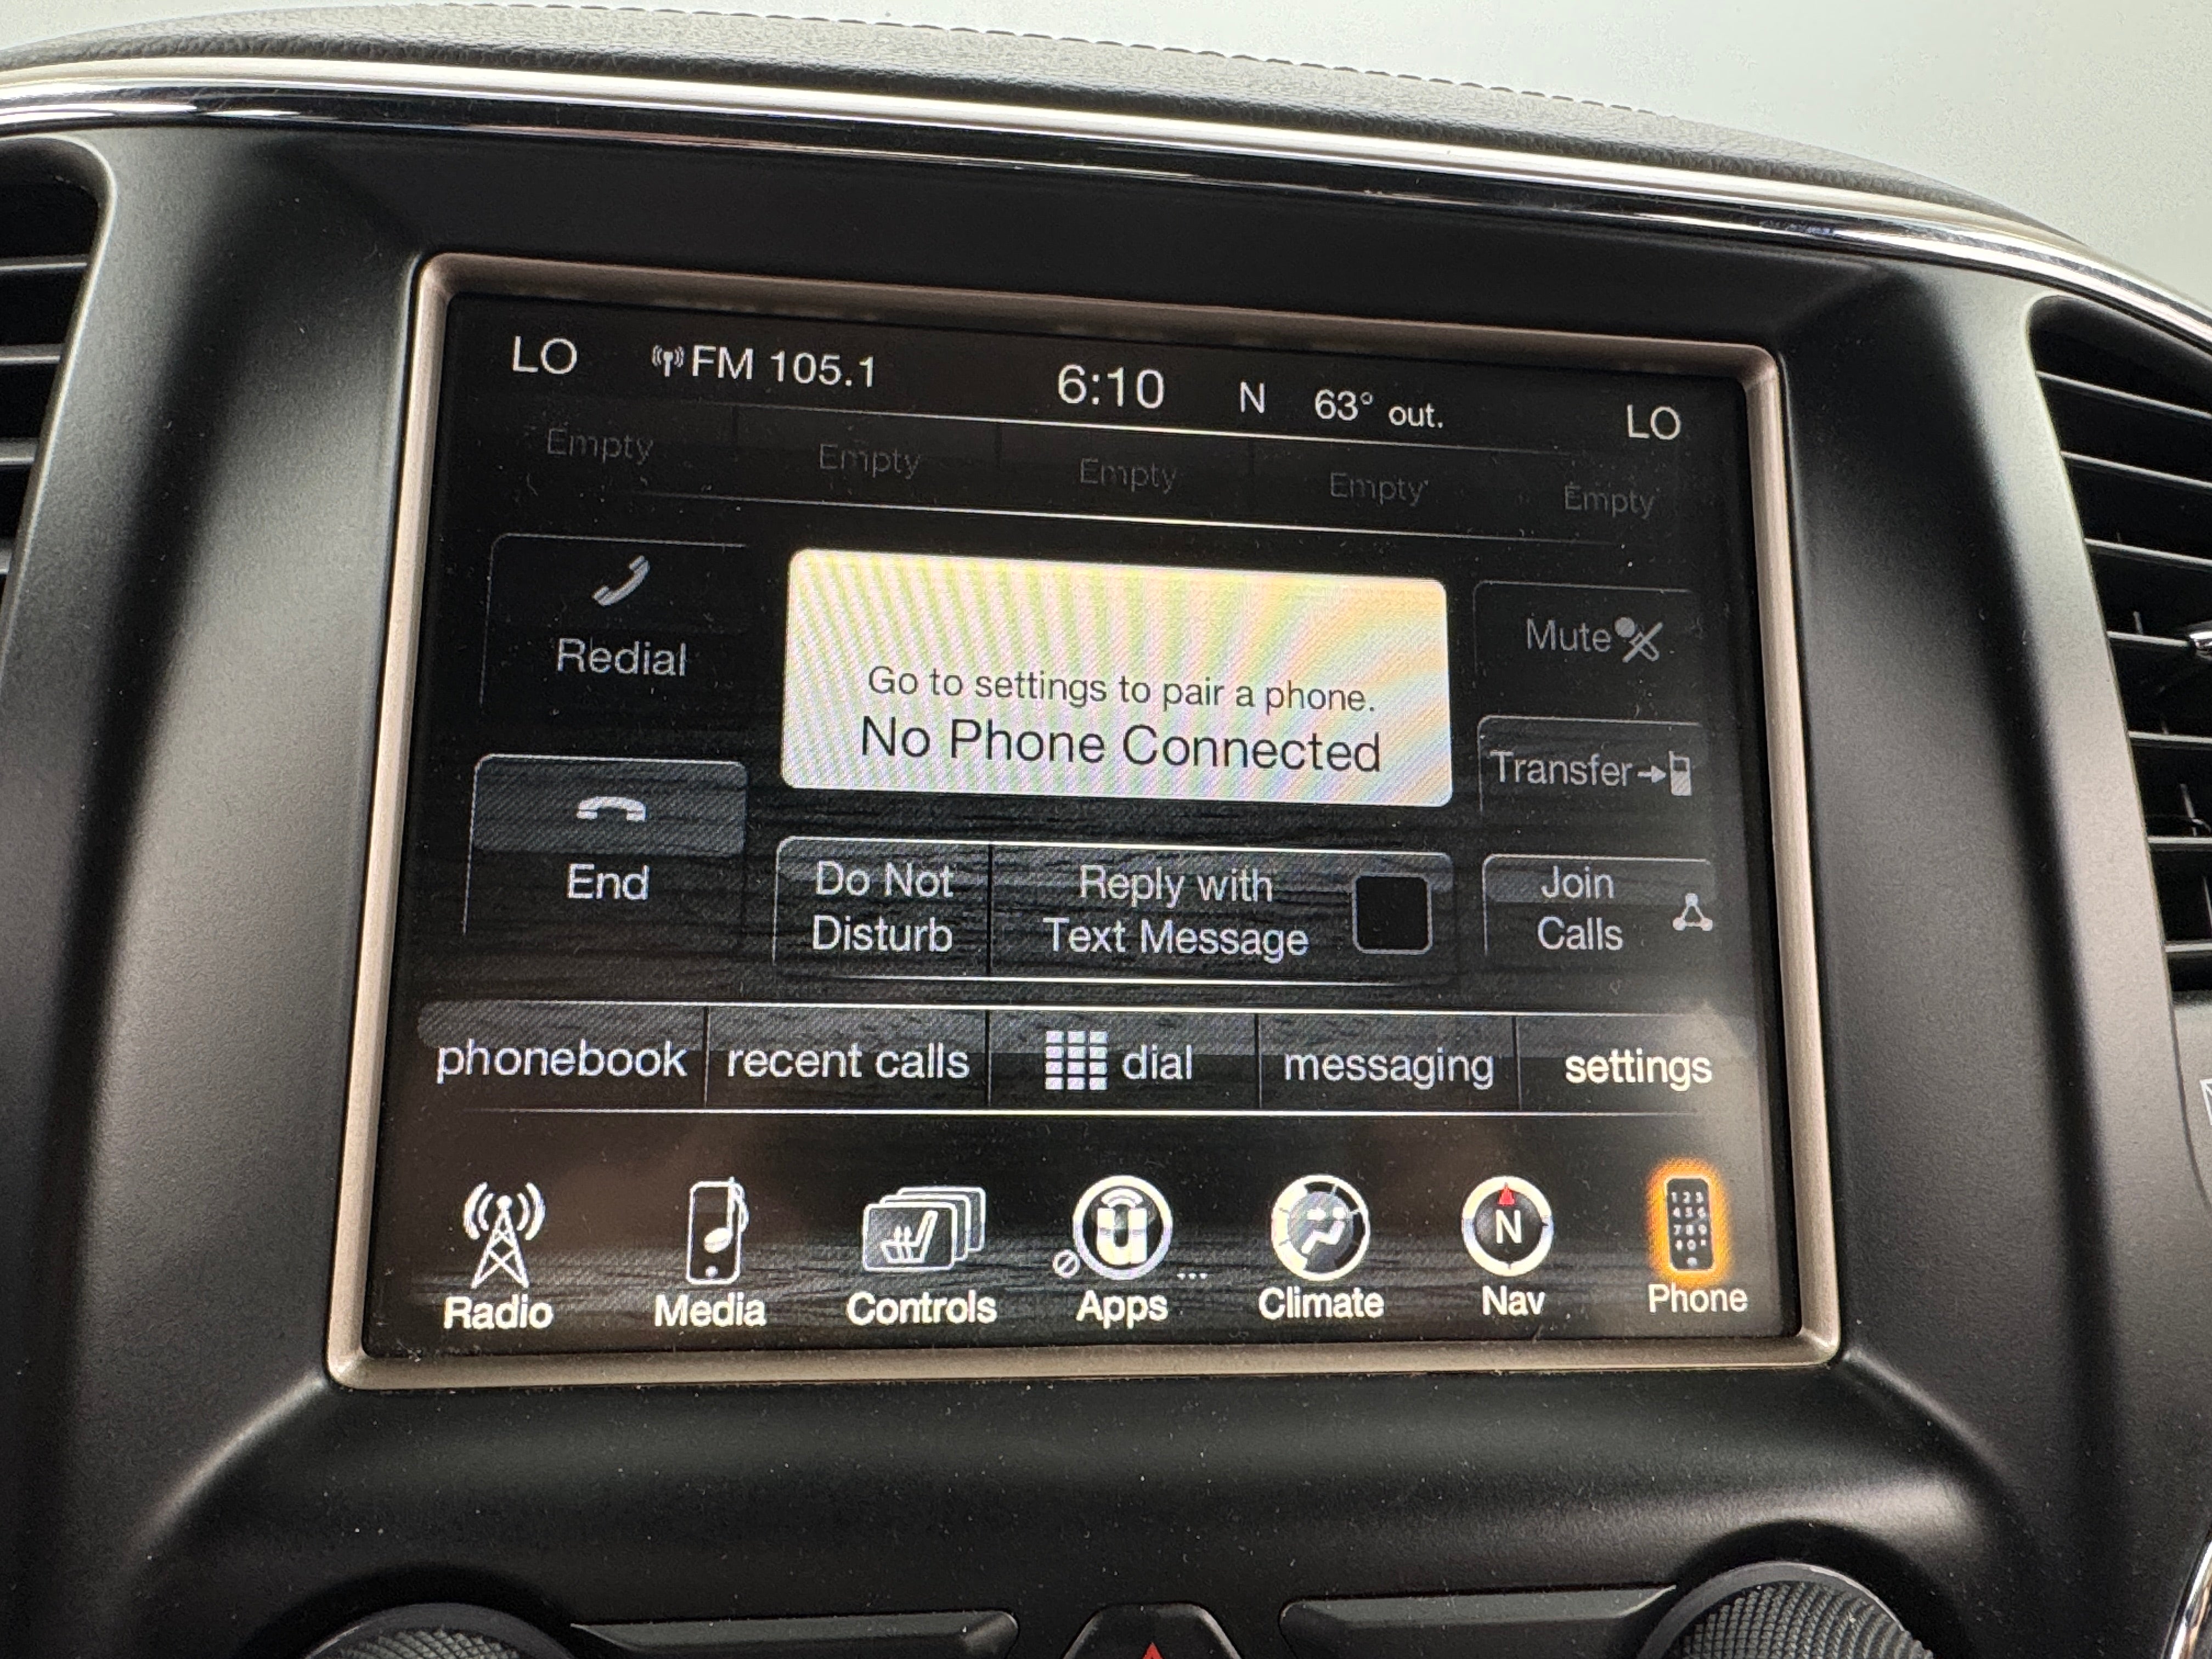 LO FM 105.1 6:10 N 63° out. LO
Empty Empty Empty Empty Empty
Redial
Go to settings to pair a phone.
No Phone Connected
Mute
Transfer
End
Do Not
Disturb
Reply with
Text Message
Join
Calls
phonebook recent calls dial messaging settings
N
Radio Media Controls Apps Climate Nav Phone